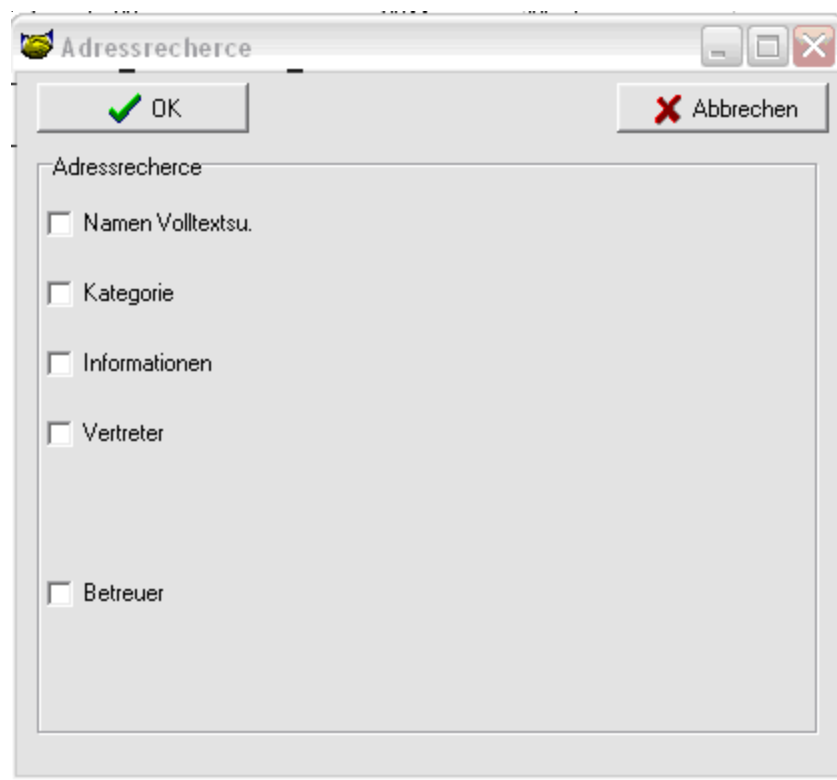 Adressrecherce
OK
Abbrechen
Adressrecherce
Namen Volltextsu.
Kategorie
Informationen
Vertreter
Betreuer